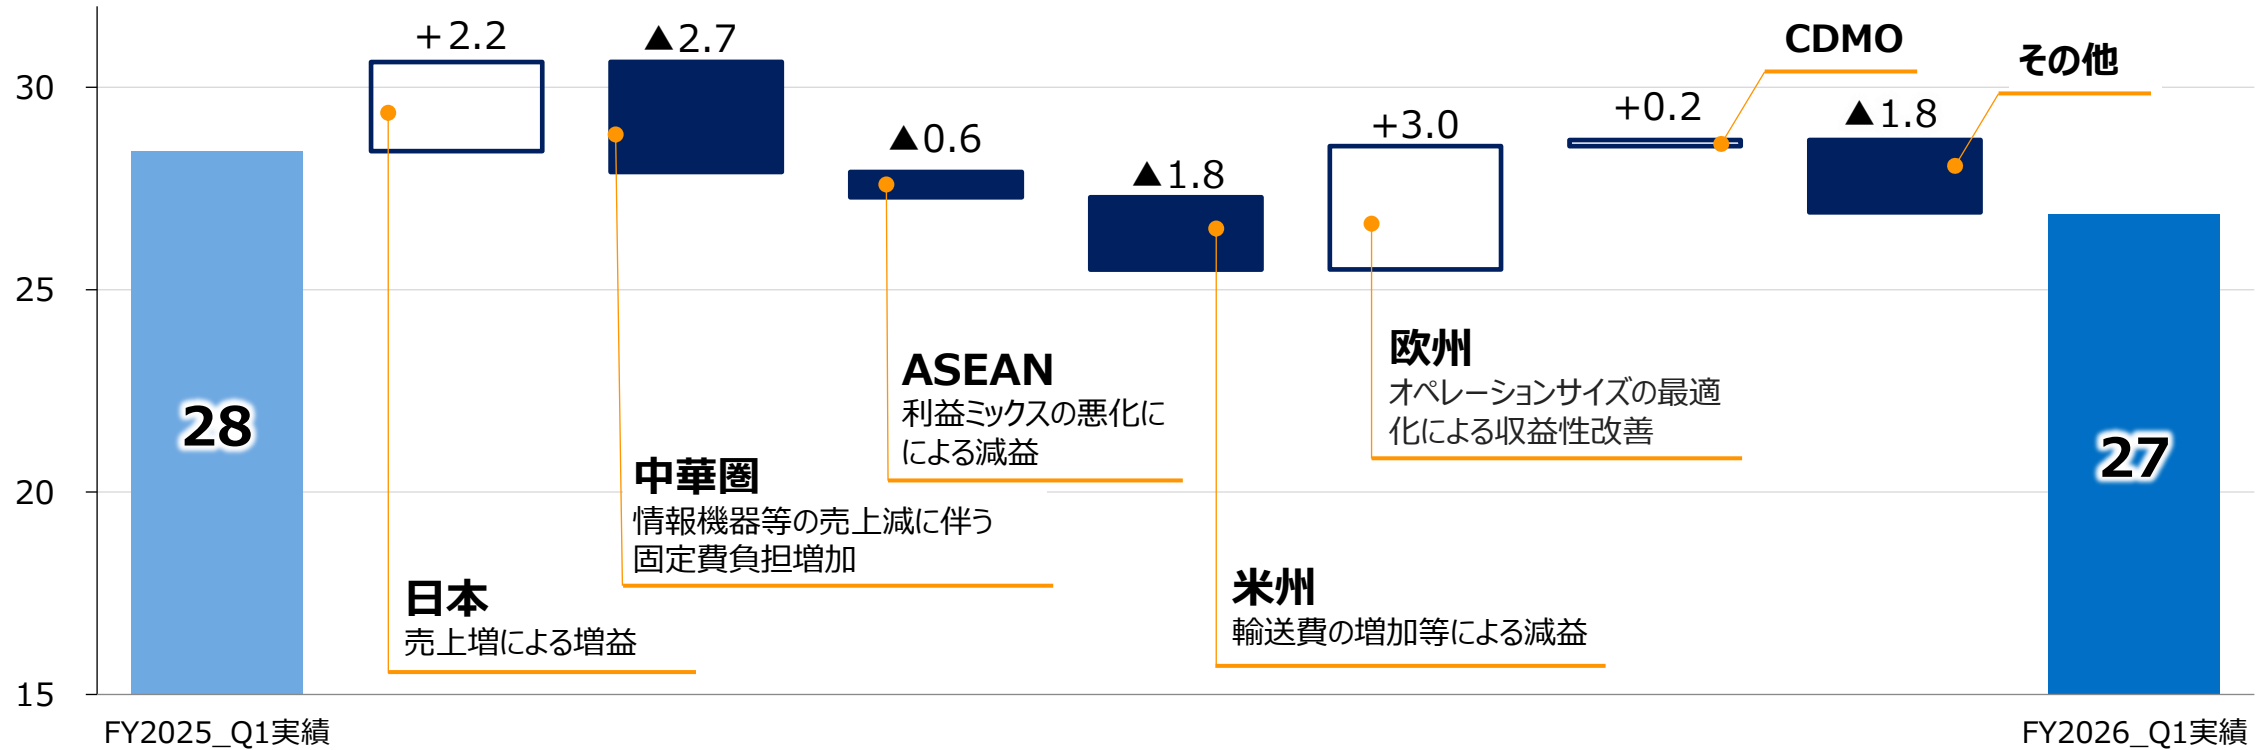 30
25
20
15
28
FY2025_Q1実績
+2.2
日本
売上増による増益
▲2.7
中華圏
情報機器等の売上減に伴う
固定費負担増加
▲0.6
ASEAN
利益ミックスの悪化に
による減益
▲1.8
米州
輸送費の増加等による減益
+3.0
欧州
オペレーションサイズの最適
化による収益性改善
+0.2
CDMO
▲1.8
その他
27
FY2026_Q1実績